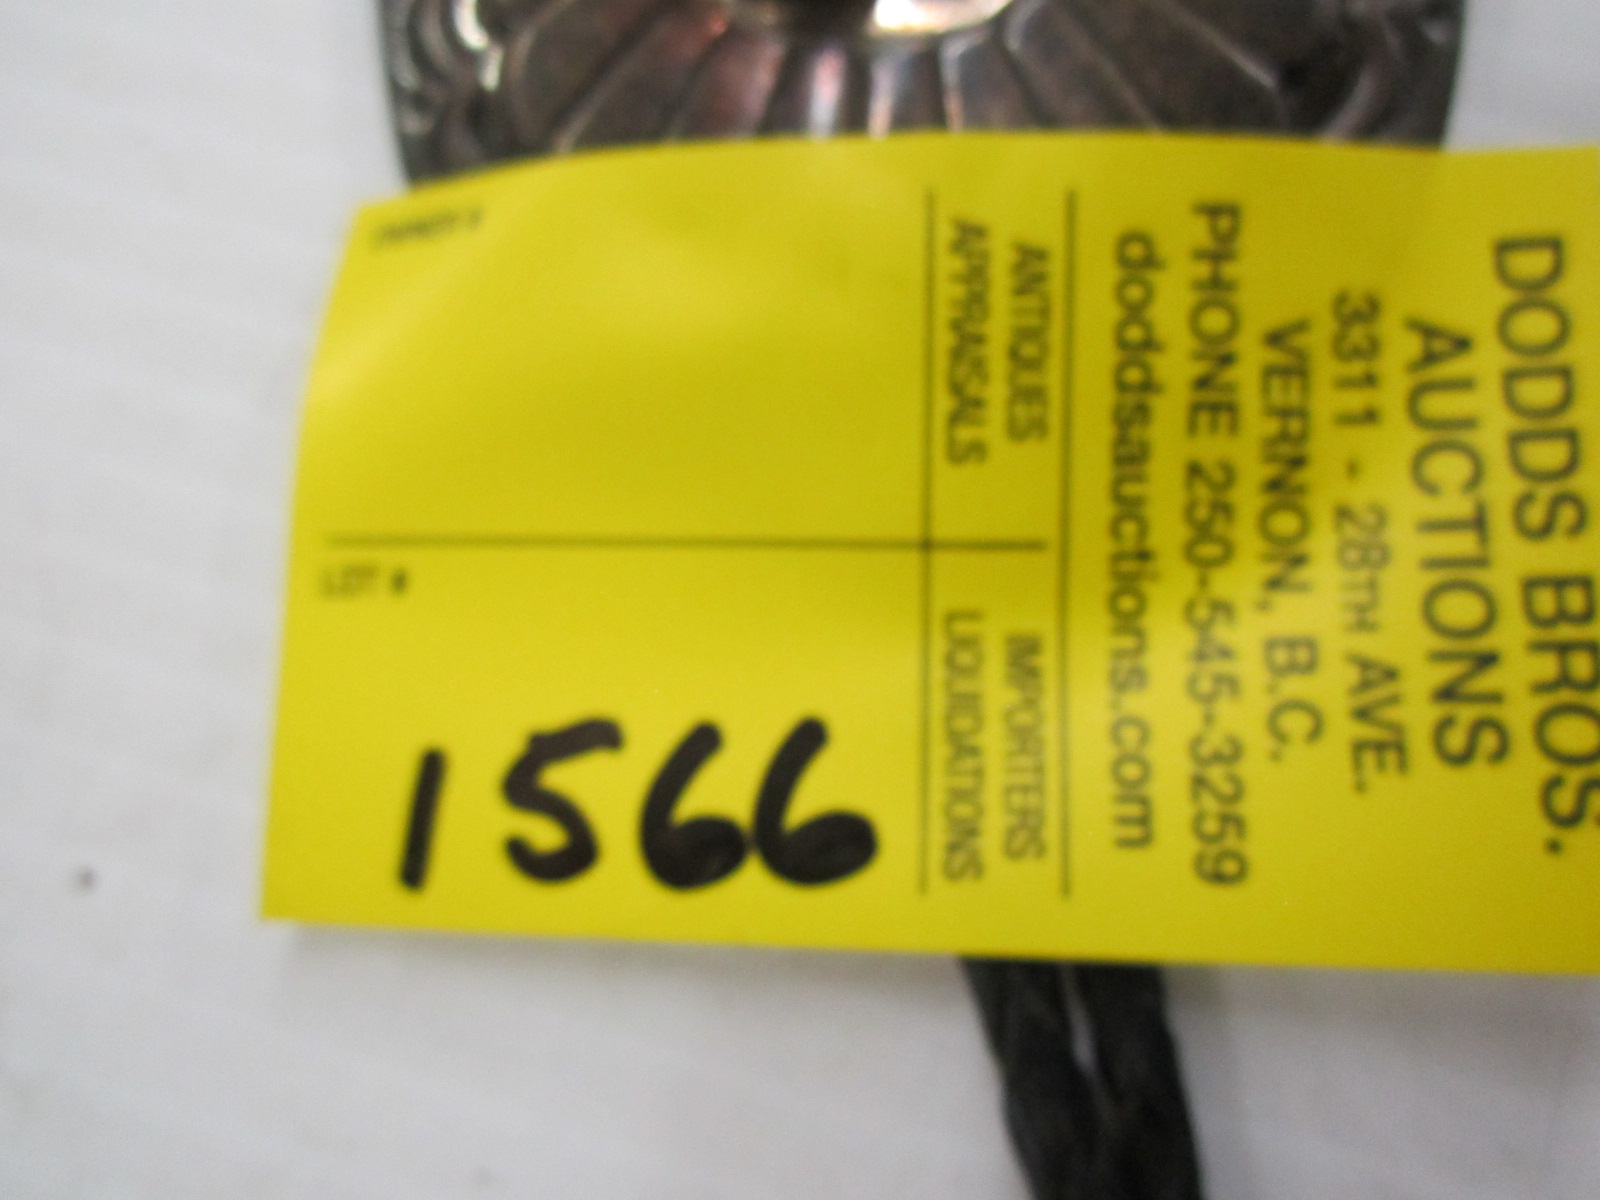 DODDS BROS.
AUCTIONS
3311 - 28TH AVE.
VERNON, B.C.
PHONE 250-545-3259
doddsauctions.com
ANTIQUES IMPORTERS
APPRAISALS LIQUIDATIONS
LOT #
1566